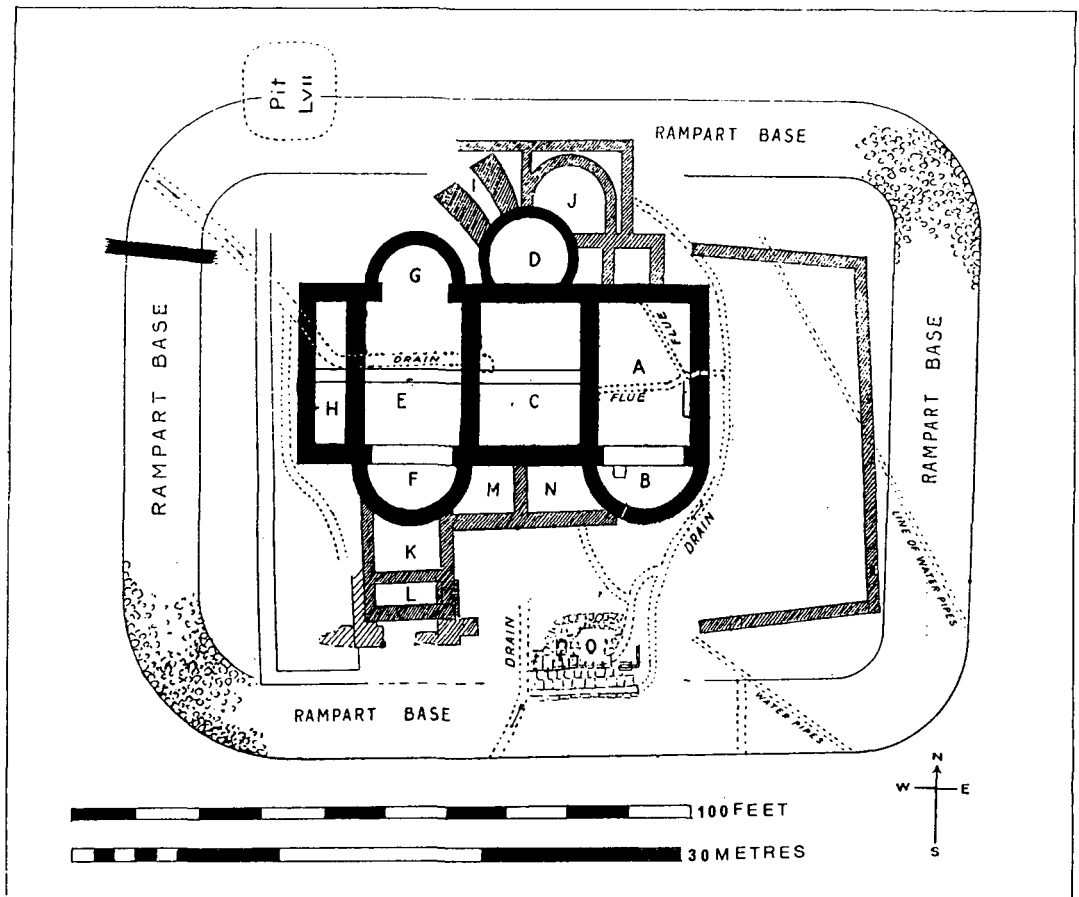 Pit
LVII
RAMPART BASE
I
J
D
G
RAMPART BASE
FLUE
DRAIN
A
H
E
C
FLUE
RAMPART BASE
F
M
N
B
DRAIN
LINE OF WATER PIPES
K
L
DRAIN
O
RAMPART BASE
WATER PIPES
N
W
E
S
100 FEET
30 METRES